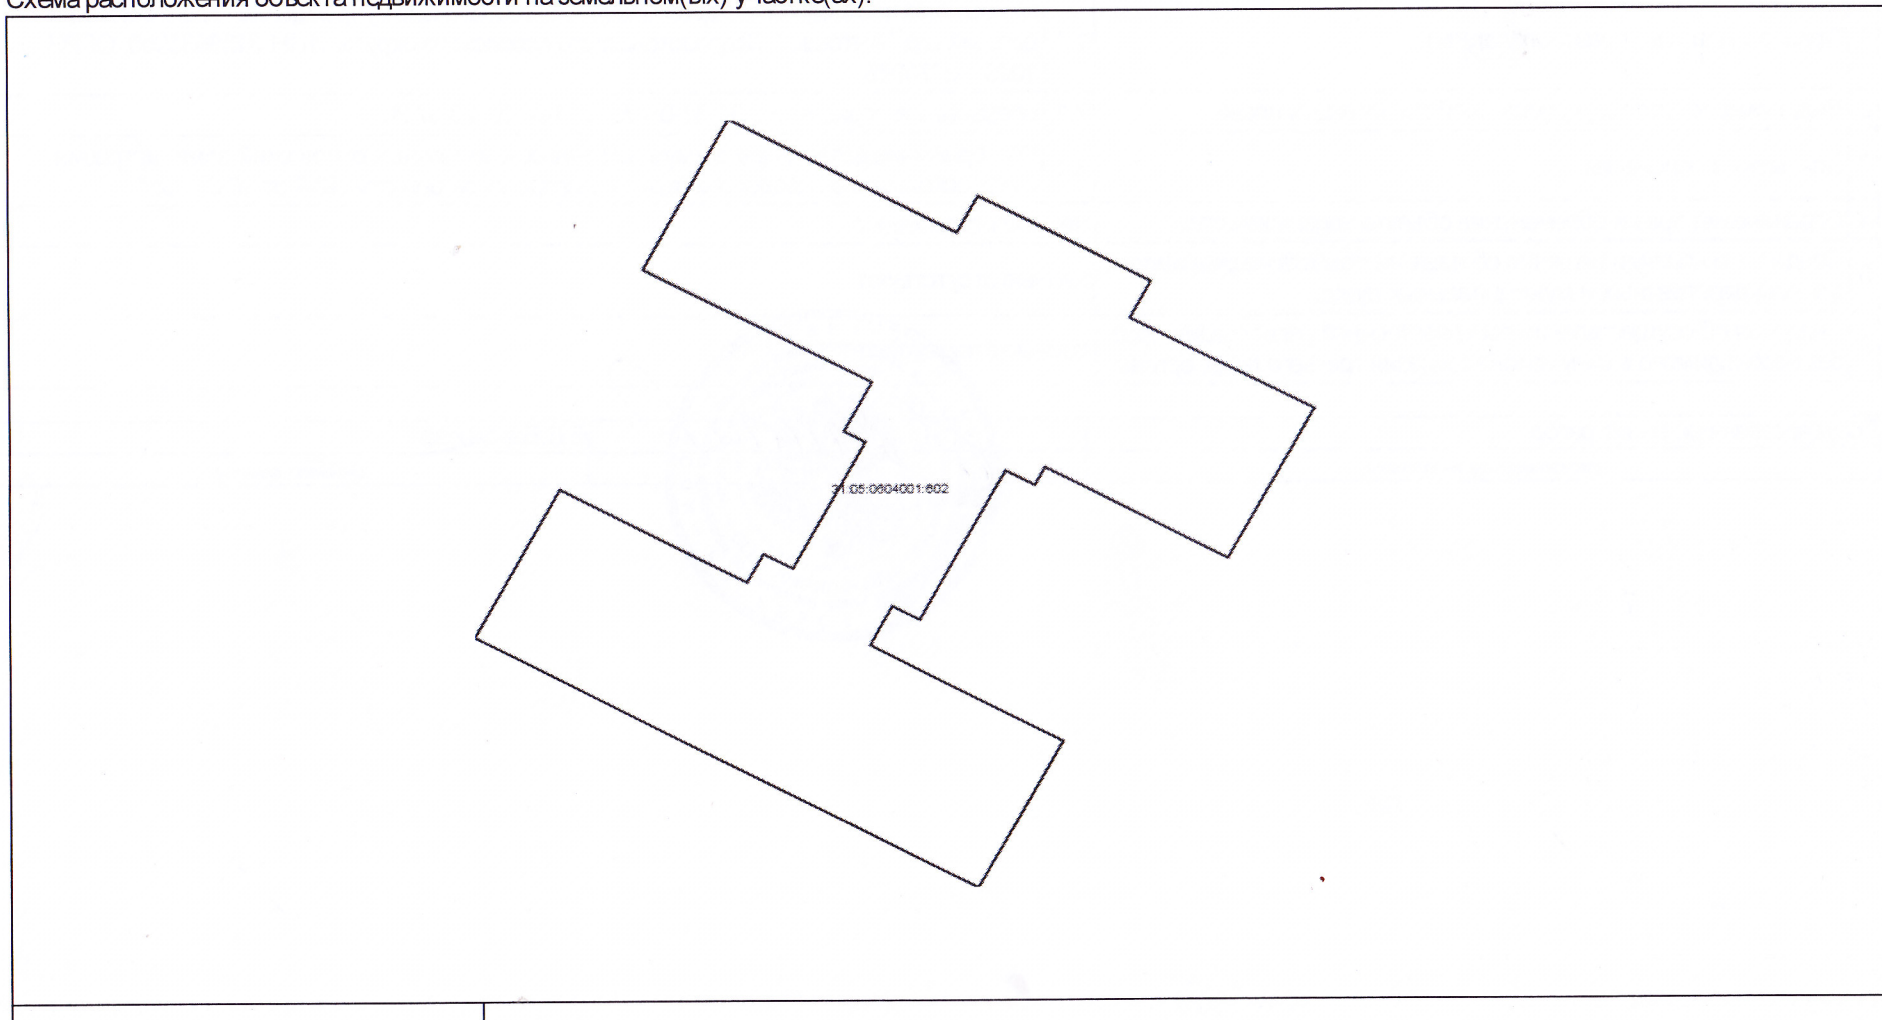 Схема расположения объекта недвижимости на земельном(ых) участке(ах):
31:05:0604001:602